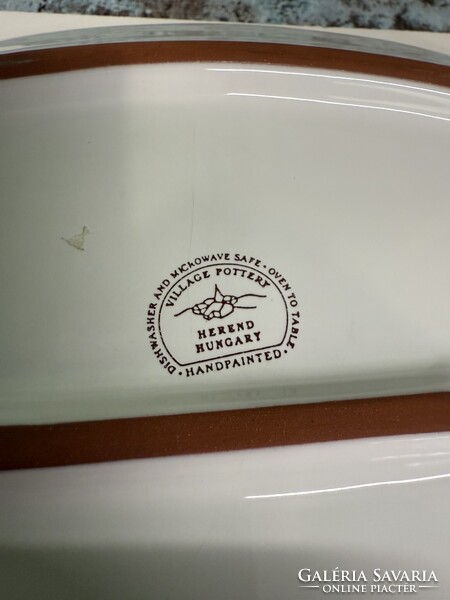 · DISHWASHER AND MICROWAVE SAFE · OVEN TO TABLE ·
VILLAGE POTTERY
HEREND
HUNGARY
HANDPAINTED
GALÉRIA SAVARIA
ONLINE PIACTÉR